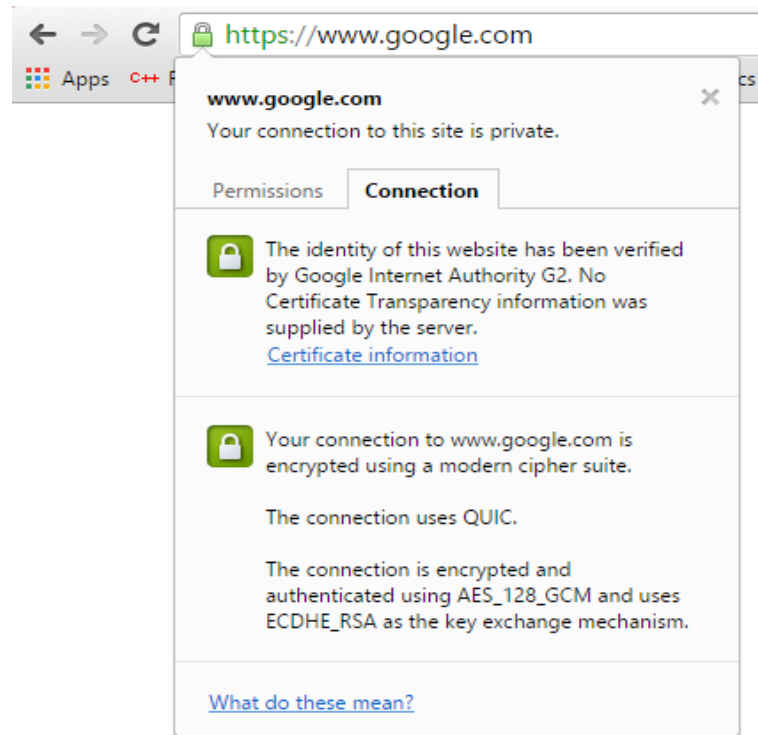 https://www.google.com
Apps C++ F cs
www.google.com
Your connection to this site is private.
Permissions Connection
The identity of this website has been verified
by Google Internet Authority G2. No
Certificate Transparency information was
supplied by the server.
Certificate information
Your connection to www.google.com is
encrypted using a modern cipher suite.
The connection uses QUIC.
The connection is encrypted and
authenticated using AES_128_GCM and uses
ECDHE_RSA as the key exchange mechanism.
What do these mean?